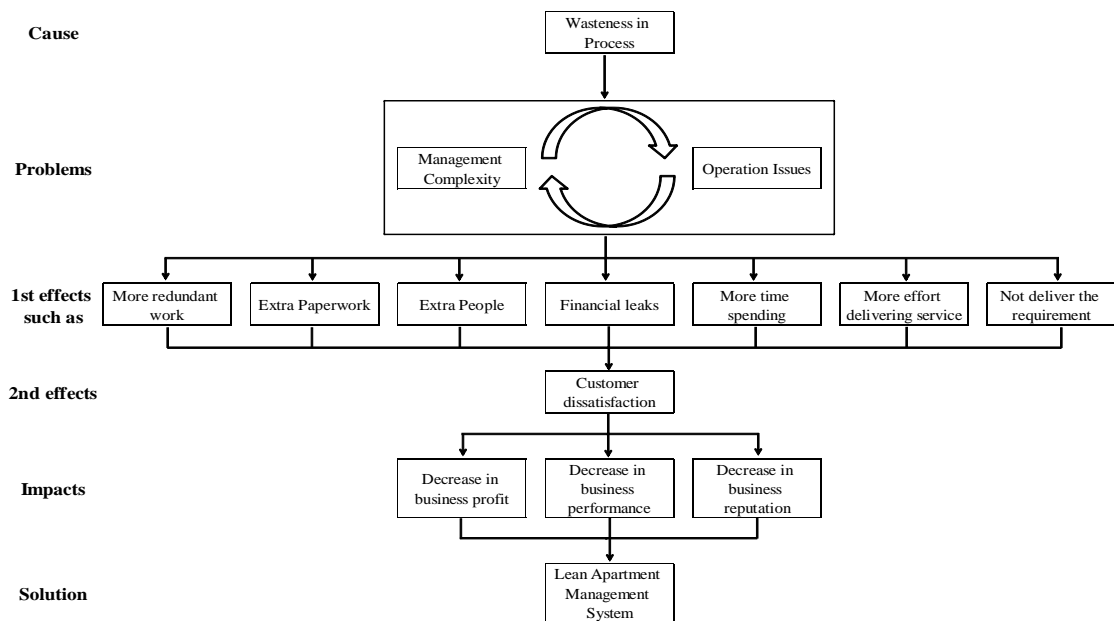 Cause
Wasteness in
Process
Problems
Management
Complexity
Operation Issues
1st effects
such as
More redundant
work
Extra Paperwork
Extra People
Financial leaks
More time
spending
More effort
delivering service
Not deliver the
requirement
2nd effects
Customer
dissatisfaction
Impacts
Decrease in
business profit
Decrease in
business
performance
Decrease in
business
reputation
Solution
Lean Apartment
Management
System